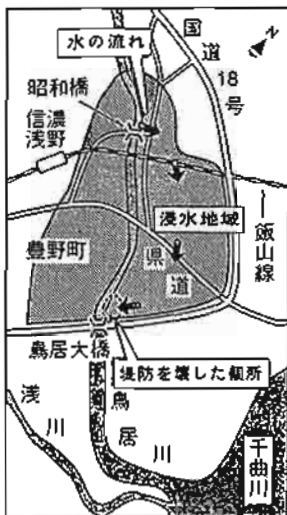 水の流れ
国道18号
N
昭和橋
信濃浅野
浸水地域
飯山線
豊野町
県道
鳥居大橋
堤防を壊した個所
浅川
鳥居川
千曲川